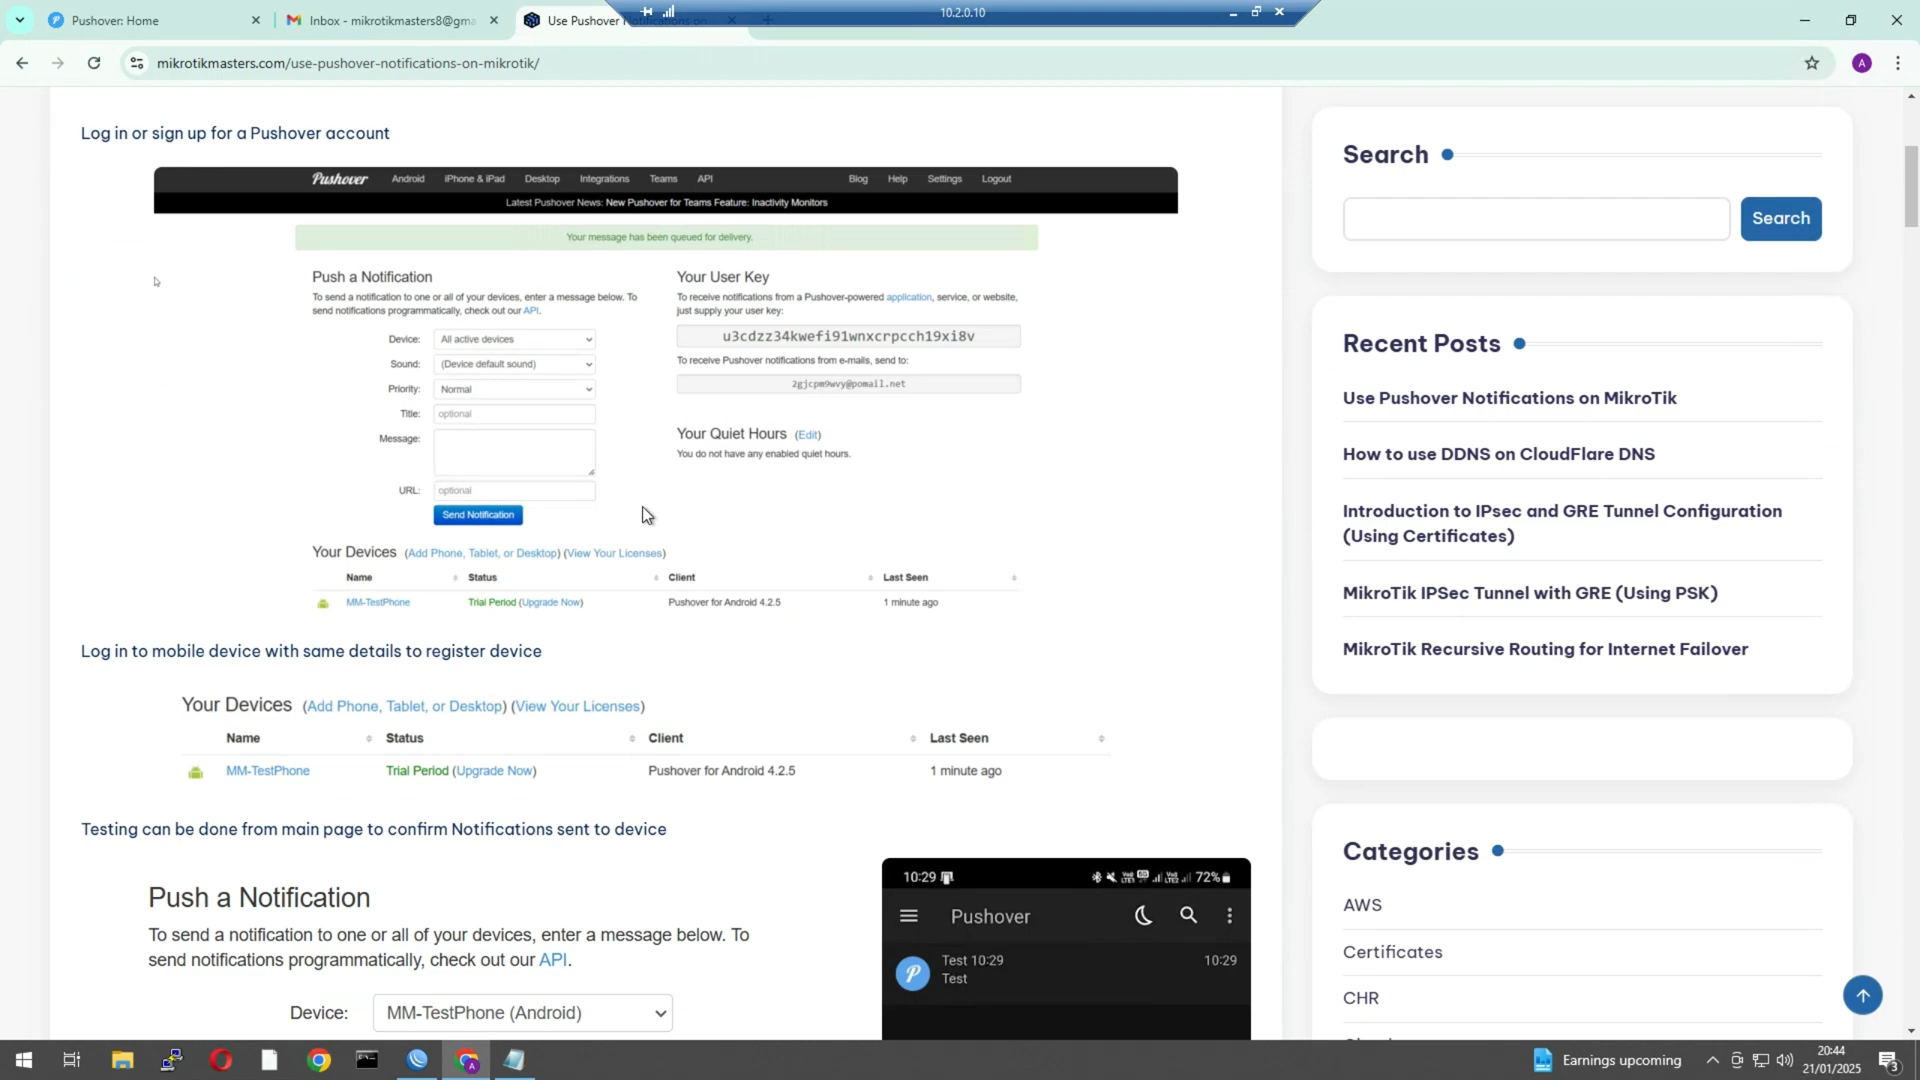 Pushover: Home
Inbox - mikrotikmasters8@gma
Use Pushover Notifications on
10.2.0.10
mikrotikmasters.com/use-pushover-notifications-on-mikrotik/
A
Log in or sign up for a Pushover account
Pushover Android iPhone & iPad Desktop Integrations Teams API Blog Help Settings Logout
Latest Pushover News: New Pushover for Teams Feature: Inactivity Monitors
Your message has been queued for delivery.
Push a Notification
To send a notification to one or all of your devices, enter a message below. To
send notifications programmatically, check out our API.
Device: All active devices
Sound: (Device default sound)
Priority: Normal
Title: optional
Message:
URL: optional
Send Notification
Your User Key
To receive notifications from a Pushover-powered application, service, or website,
just supply your user key:
u3cdzz34kwefi91wnxcrpcch19xi8v
To receive Pushover notifications from e-mails, send to:
2gjcpm9wvy@pomail.net
Your Quiet Hours (Edit)
You do not have any enabled quiet hours.
Your Devices (Add Phone, Tablet, or Desktop) (View Your Licenses)
Name Status Client Last Seen
MM-TestPhone Trial Period (Upgrade Now) Pushover for Android 4.2.5 1 minute ago
Log in to mobile device with same details to register device
Your Devices (Add Phone, Tablet, or Desktop) (View Your Licenses)
Name Status Client Last Seen
MM-TestPhone Trial Period (Upgrade Now) Pushover for Android 4.2.5 1 minute ago
Testing can be done from main page to confirm Notifications sent to device
Push a Notification
To send a notification to one or all of your devices, enter a message below. To
send notifications programmatically, check out our API.
Device: MM-TestPhone (Android)
10:29 72%
Pushover
Test 10:29 10:29
Test
Search
Search
Recent Posts
Use Pushover Notifications on MikroTik
How to use DDNS on CloudFlare DNS
Introduction to IPsec and GRE Tunnel Configuration
(Using Certificates)
MikroTik IPSec Tunnel with GRE (Using PSK)
MikroTik Recursive Routing for Internet Failover
Categories
AWS
Certificates
CHR
Earnings upcoming
20:44
21/01/2025
3